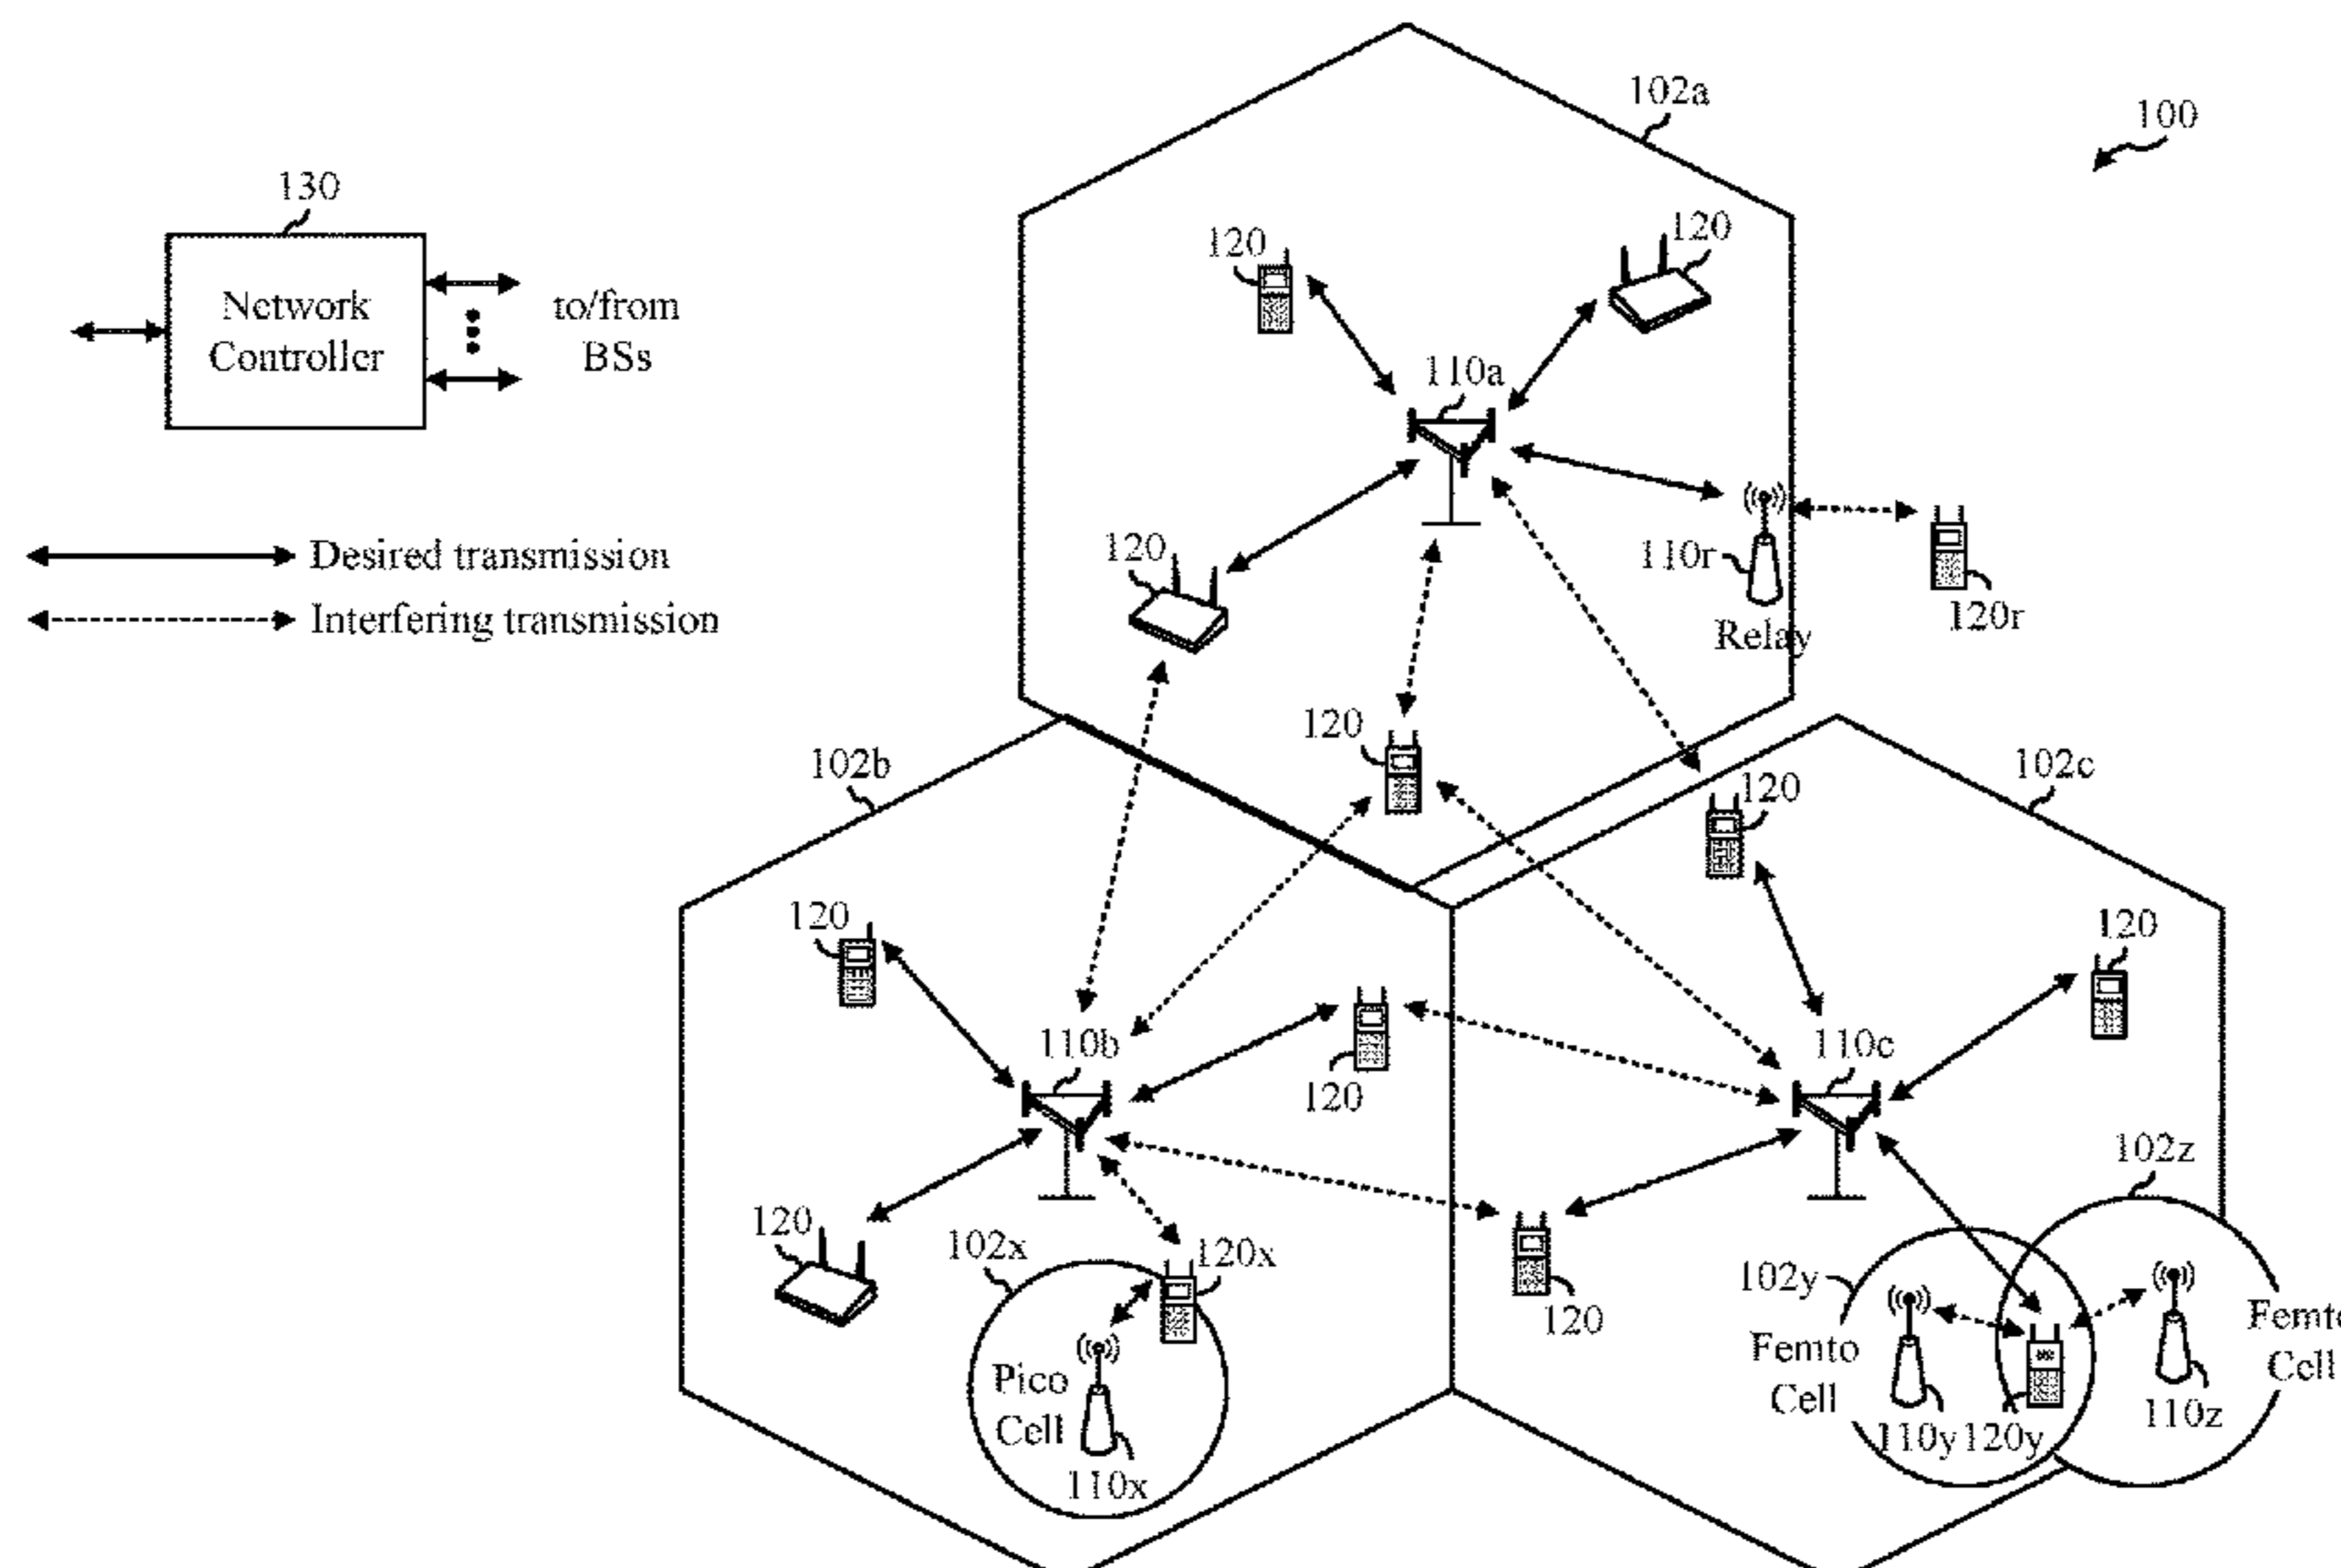 102a
100
130
Network
Controller
to/from
BSs
120
120
110a
Desired transmission
Interfering transmission
120
110r
Relay
120r
120
102b
102c
120
120
120
110b
120
110c
102z
120
102x
120x
102y
120
Pico
Cell
110x
Femto
Cell
110y
120y
110z
Femto
Cell